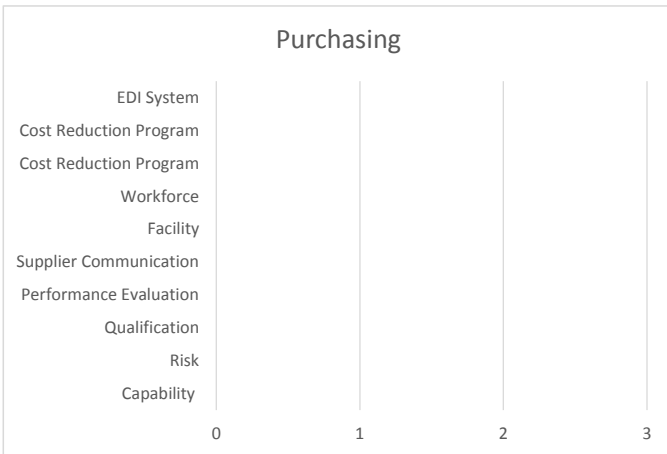 Purchasing
EDI System
Cost Reduction Program
Cost Reduction Program
Workforce
Facility
Supplier Communication
Performance Evaluation
Qualification
Risk
Capability
0 1 2 3